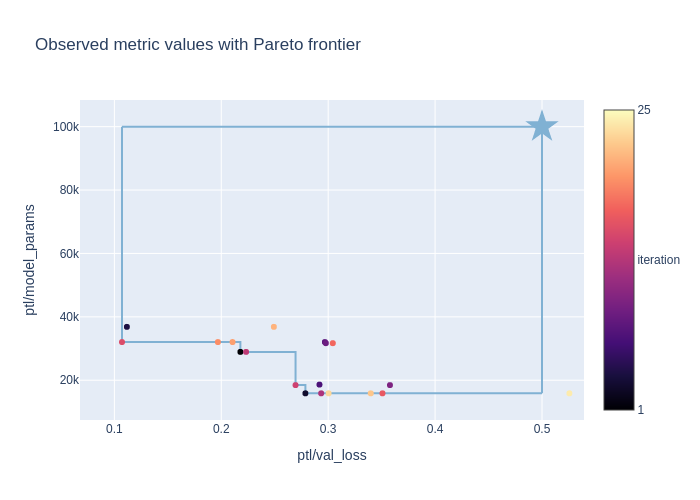 Observed metric values with Pareto frontier
100k
80k
60k
40k
20k
ptl/model_params
0.1
0.2
0.3
0.4
0.5
ptl/val_loss
25
iteration
1